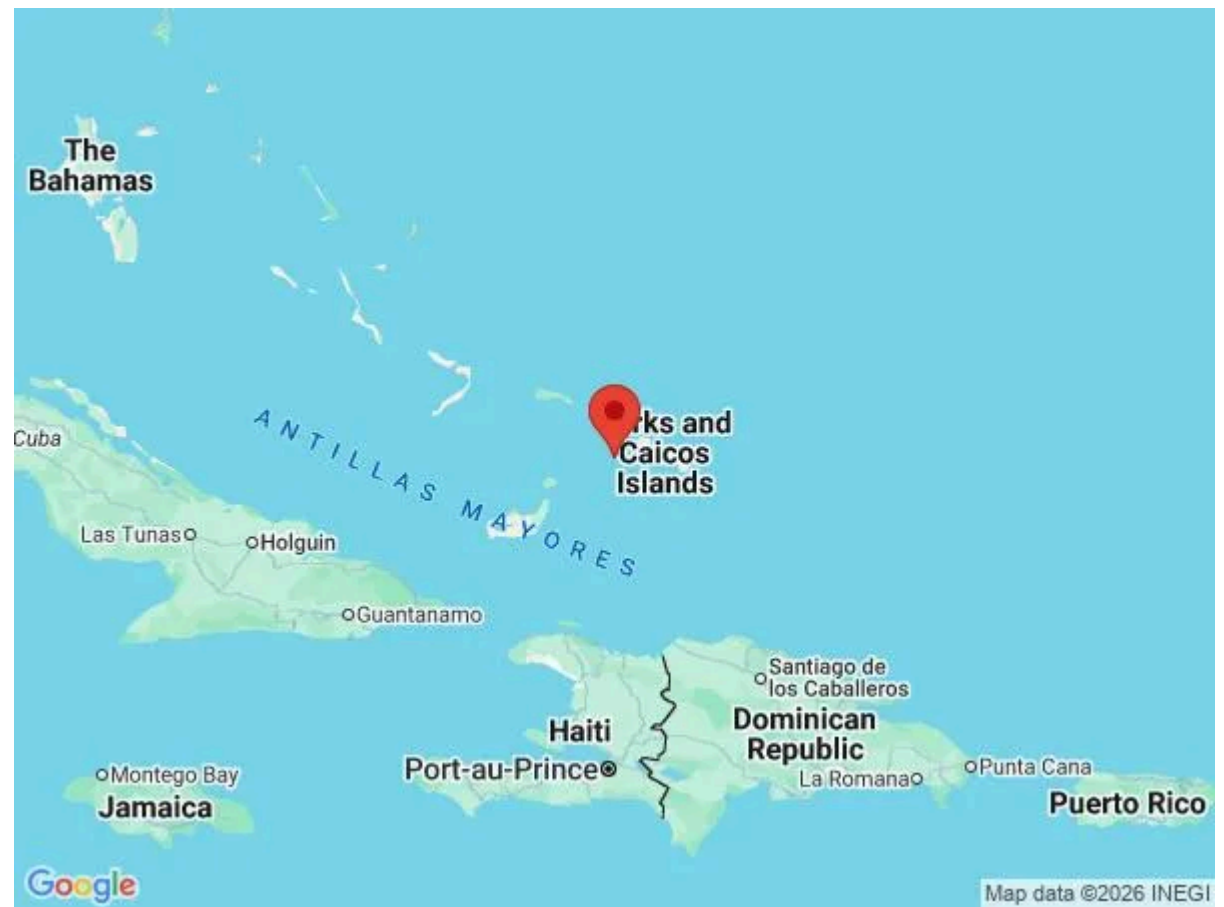 The
Bahamas
rks and
Caicos
Islands
Cuba
ANTILLAS MAYORES
Las Tunas
Holguin
Guantanamo
Santiago de
los Caballeros
Haiti
Dominican
Republic
Port-au-Prince
La Romana
Punta Cana
Montego Bay
Jamaica
Puerto Rico
Google
Map data ©2026 INEGI